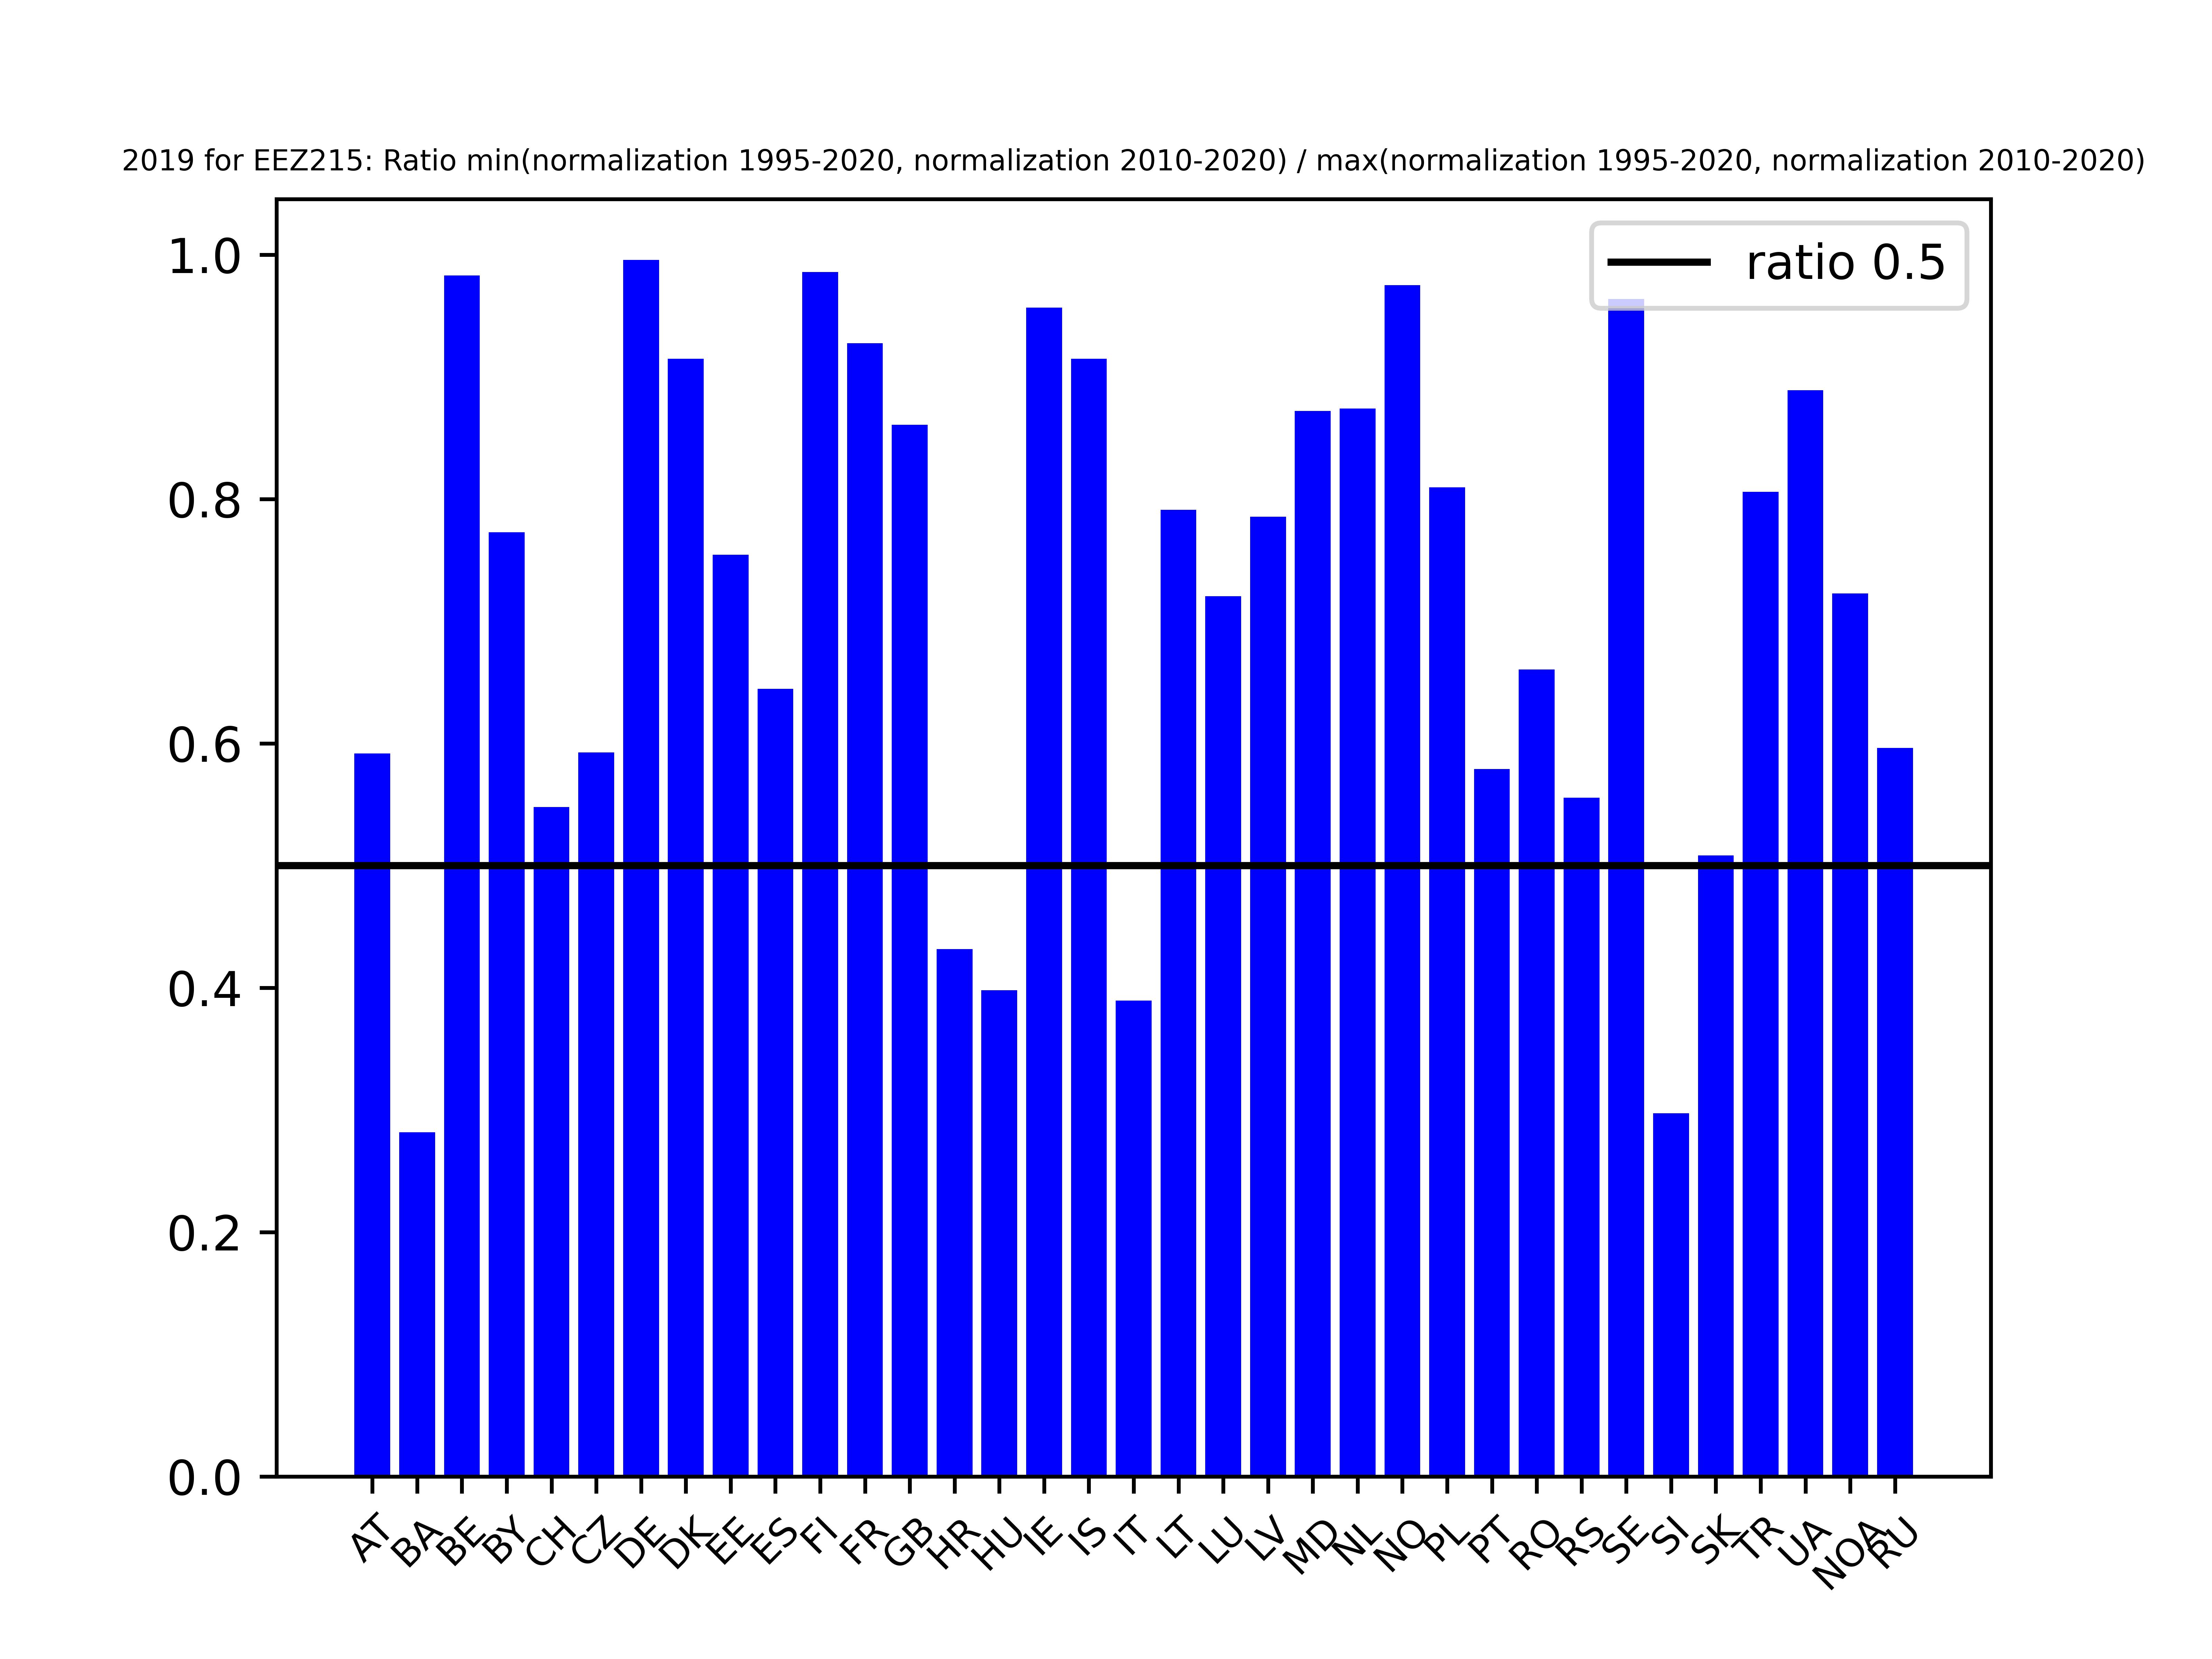 2019 for EEZ215: Ratio min(normalization 1995-2020, normalization 2010-2020) / max(normalization 1995-2020, normalization 2010-2020)
ratio 0.5
1.0
0.8
0.6
0.4
0.2
0.0
AT BA BE BY CH CZ DE DK EE ES FI FR GB HR HU IE IS IT LT LU LV MD NL NO PL PT RO RS SE SI SK TR UA NOA RU